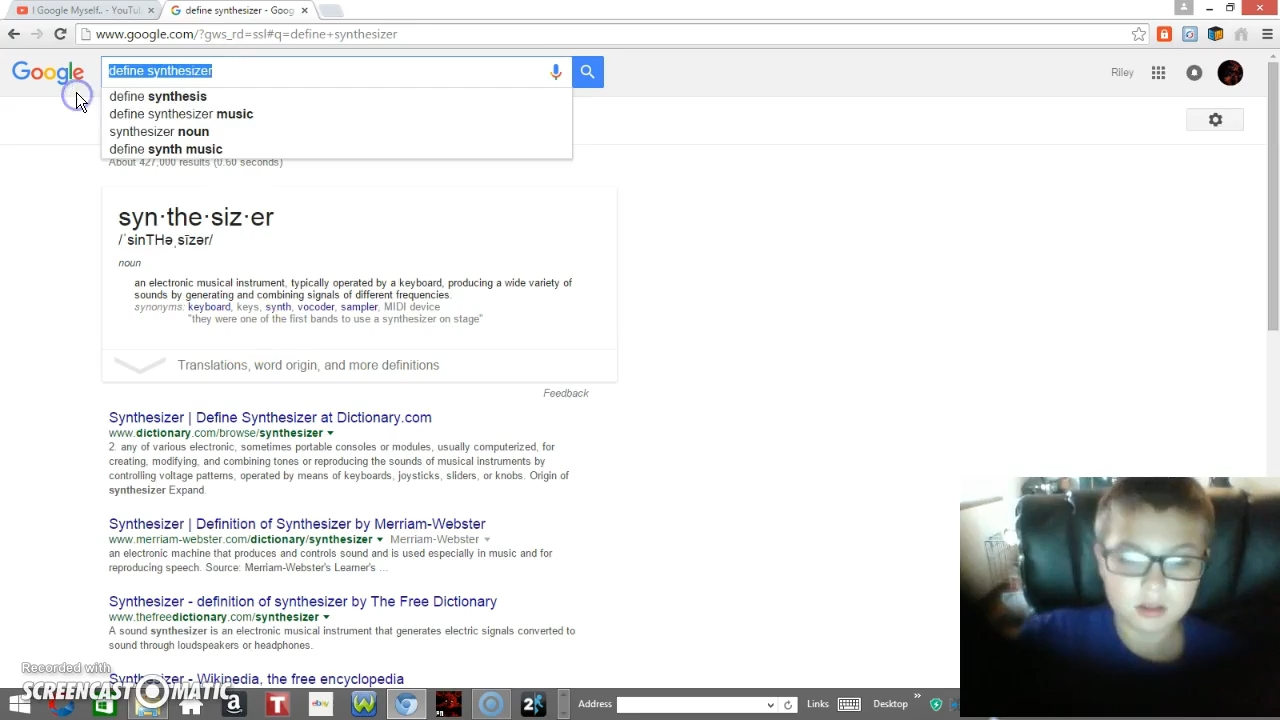 I Google Myself.. - YouTu
define synthesizer - Goog
www.google.com/?gws_rd=ssl#q=define+synthesizer
Google
define synthesizer
Riley
define synthesis
define synthesizer music
synthesizer noun
define synth music
About 427,000 results (0.60 seconds)
syn·the·siz·er
/ˈsinTHəˌsīzər/
noun
an electronic musical instrument, typically operated by a keyboard, producing a wide variety of
sounds by generating and combining signals of different frequencies.
synonyms: keyboard, keys, synth, vocoder, sampler, MIDI device
"they were one of the first bands to use a synthesizer on stage"
Translations, word origin, and more definitions
Feedback
Synthesizer | Define Synthesizer at Dictionary.com
www.dictionary.com/browse/synthesizer
2. any of various electronic, sometimes portable consoles or modules, usually computerized, for
creating, modifying, and combining tones or reproducing the sounds of musical instruments by
controlling voltage patterns, operated by means of keyboards, joysticks, sliders, or knobs. Origin of
synthesizer Expand.
Synthesizer | Definition of Synthesizer by Merriam-Webster
www.merriam-webster.com/dictionary/synthesizer Merriam-Webster
an electronic machine that produces and controls sound and is used especially in music and for
reproducing speech. Source: Merriam-Webster's Learner's ...
Synthesizer - definition of synthesizer by The Free Dictionary
www.thefreedictionary.com/synthesizer
A sound synthesizer is an electronic musical instrument that generates electric signals converted to
sound through loudspeakers or headphones.
Synthesizer - Wikipedia, the free encyclopedia
Recorded with
SCREENCAST MATIC
a T ebay W 2
Address Links Desktop